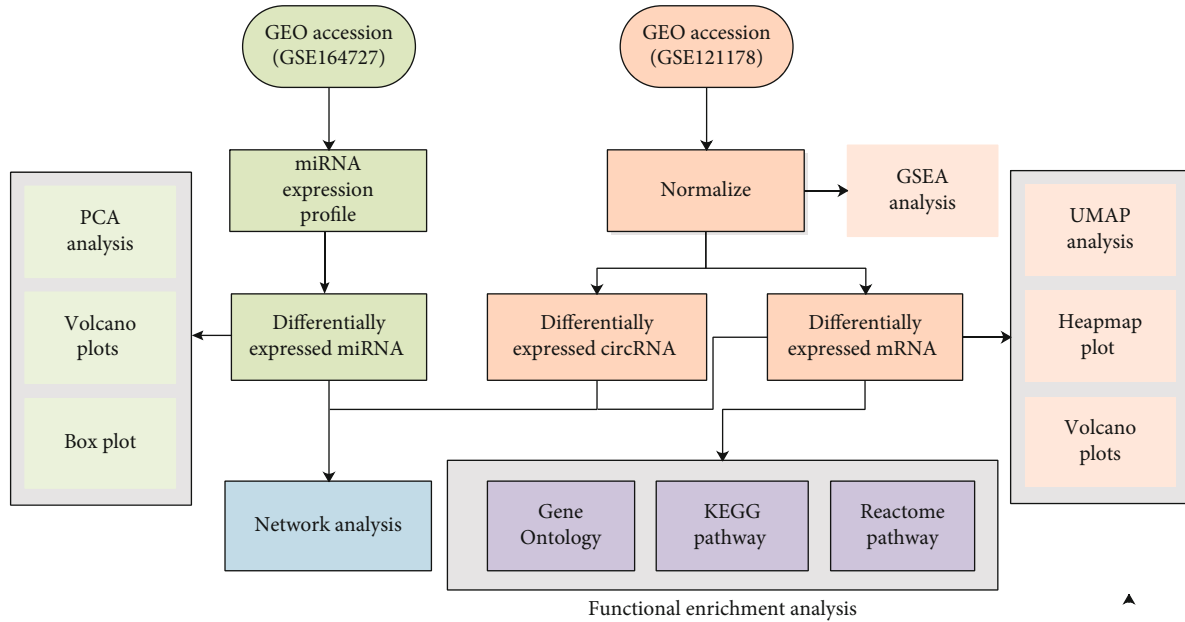 GEO accession
(GSE164727)
GEO accession
(GSE121178)
miRNA
expression
profile
Normalize
GSEA
analysis
PCA
analysis
Volcano
plots
Box plot
Differentially
expressed miRNA
Differentially
expressed circRNA
Differentially
expressed mRNA
UMAP
analysis
Heapmap
plot
Volcano
plots
Network analysis
Gene
Ontology
KEGG
pathway
Reactome
pathway
Functional enrichment analysis